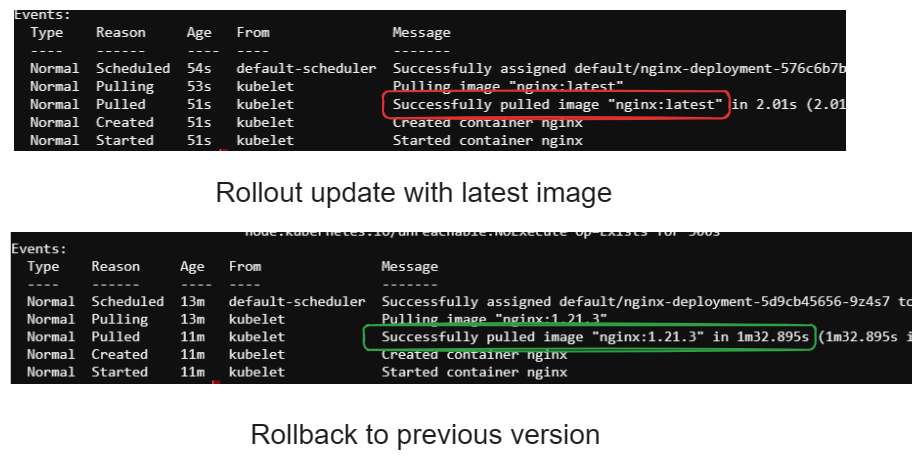 Events:
Type Reason Age From Message
---- ------ ---- ---- -------
Normal Scheduled 54s default-scheduler Successfully assigned default/nginx-deployment-576c6b7b
Normal Pulling 53s kubelet Pulling image "nginx:latest"
Normal Pulled 51s kubelet Successfully pulled image "nginx:latest" in 2.01s (2.01
Normal Created 51s kubelet Created container nginx
Normal Started 51s kubelet Started container nginx
Rollout update with latest image
node.kubernetes.io/unreachable:NoExecute op=Exists for 300s
Events:
Type Reason Age From Message
---- ------ ---- ---- -------
Normal Scheduled 13m default-scheduler Successfully assigned default/nginx-deployment-5d9cb45656-9z4s7 to
Normal Pulling 13m kubelet Pulling image "nginx:1.21.3"
Normal Pulled 11m kubelet Successfully pulled image "nginx:1.21.3" in 1m32.895s (1m32.895s i
Normal Created 11m kubelet Created container nginx
Normal Started 11m kubelet Started container nginx
Rollback to previous version